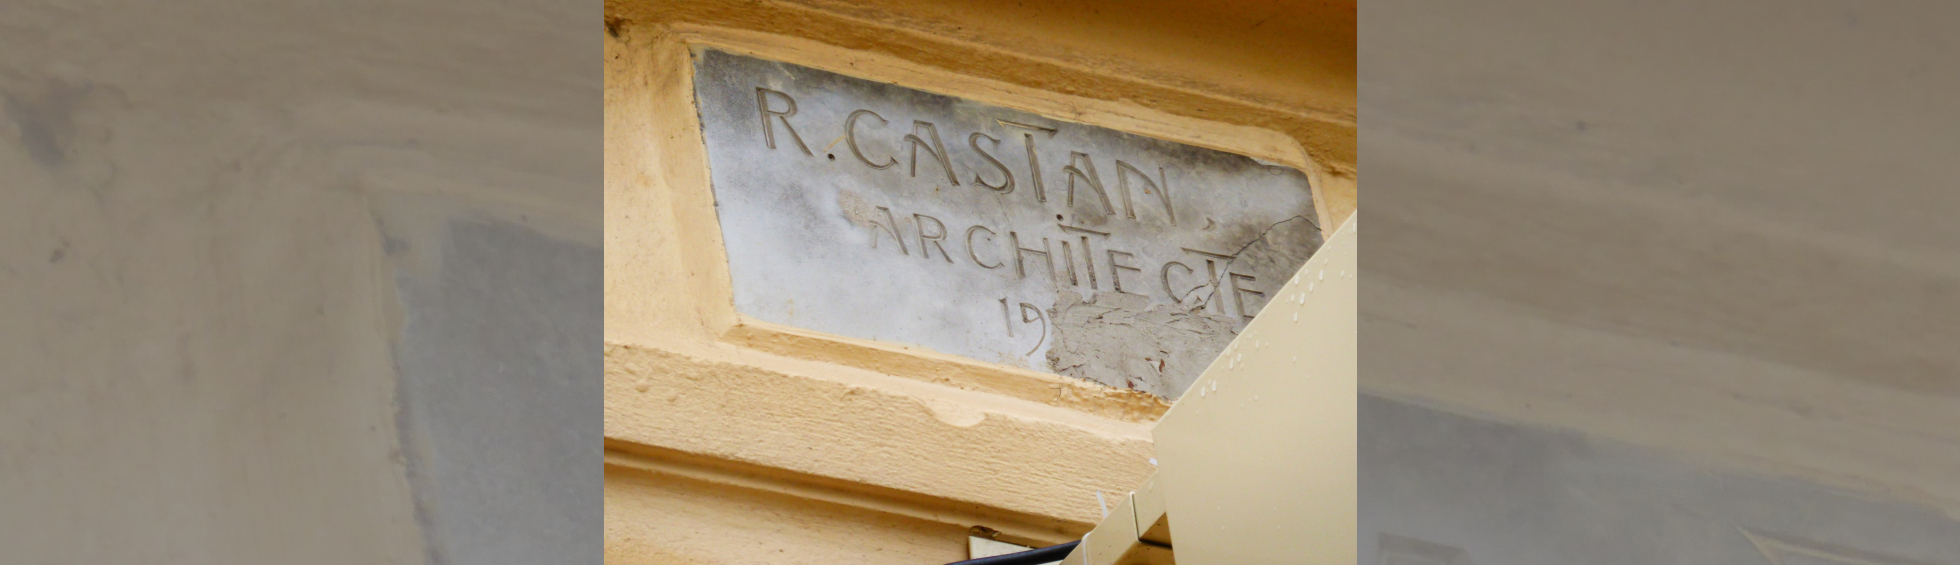 R. CASTAN,
ARCHITECTE
19